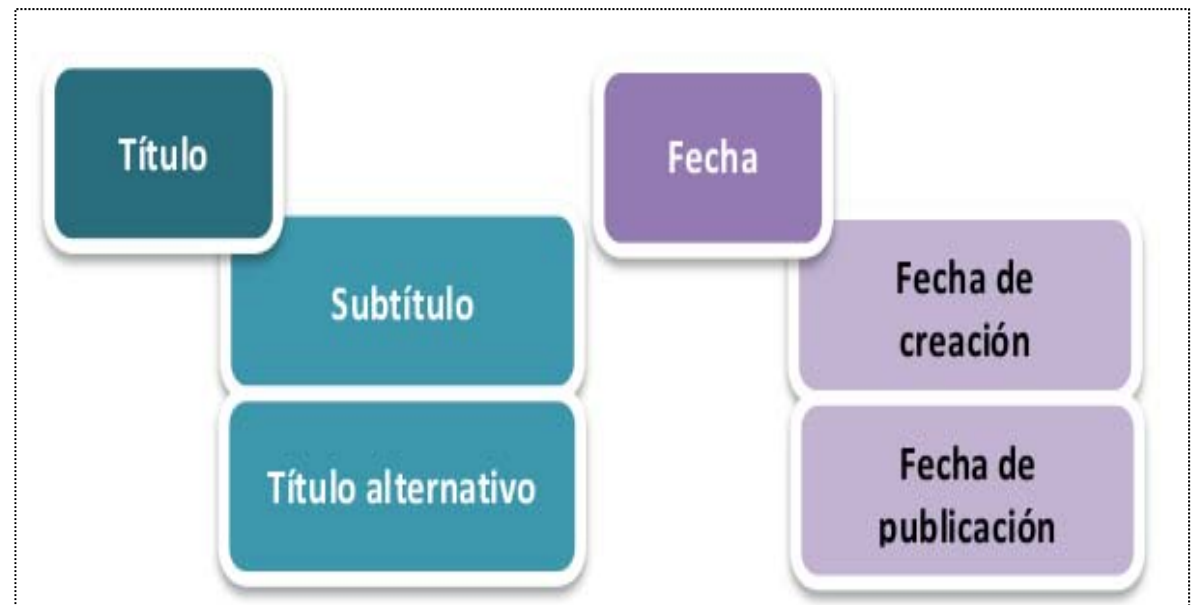 Título
Subtítulo
Título alternativo
Fecha
Fecha de
creación
Fecha de
publicación